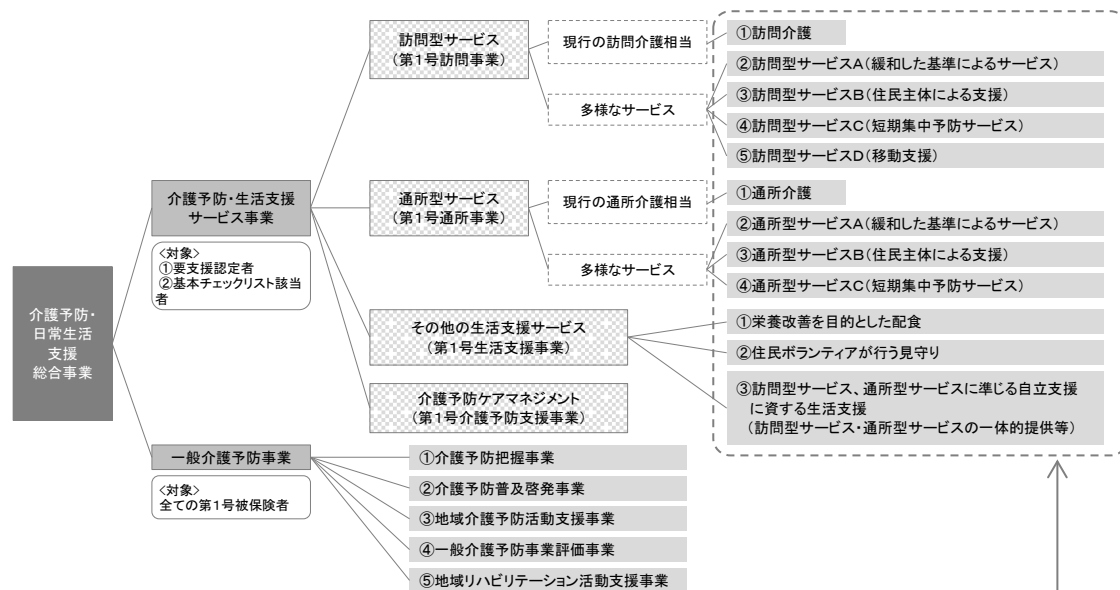 介護予防・
日常生活
支援
総合事業
介護予防・生活支援
サービス事業
<対象>
①要支援認定者
②基本チェックリスト該当
者
訪問型サービス
(第1号訪問事業)
現行の訪問介護相当
①訪問介護
多様なサービス
②訪問型サービスA(緩和した基準によるサービス)
③訪問型サービスB(住民主体による支援)
④訪問型サービスC(短期集中予防サービス)
⑤訪問型サービスD(移動支援)
通所型サービス
(第1号通所事業)
現行の通所介護相当
①通所介護
多様なサービス
②通所型サービスA(緩和した基準によるサービス)
③通所型サービスB(住民主体による支援)
④通所型サービスC(短期集中予防サービス)
その他の生活支援サービス
(第1号生活支援事業)
①栄養改善を目的とした配食
②住民ボランティアが行う見守り
③訪問型サービス、通所型サービスに準じる自立支援
に資する生活支援
(訪問型サービス・通所型サービスの一体的提供等)
介護予防ケアマネジメント
(第1号介護予防支援事業)
一般介護予防事業
<対象>
全ての第1号被保険者
①介護予防把握事業
②介護予防普及啓発事業
③地域介護予防活動支援事業
④一般介護予防事業評価事業
⑤地域リハビリテーション活動支援事業